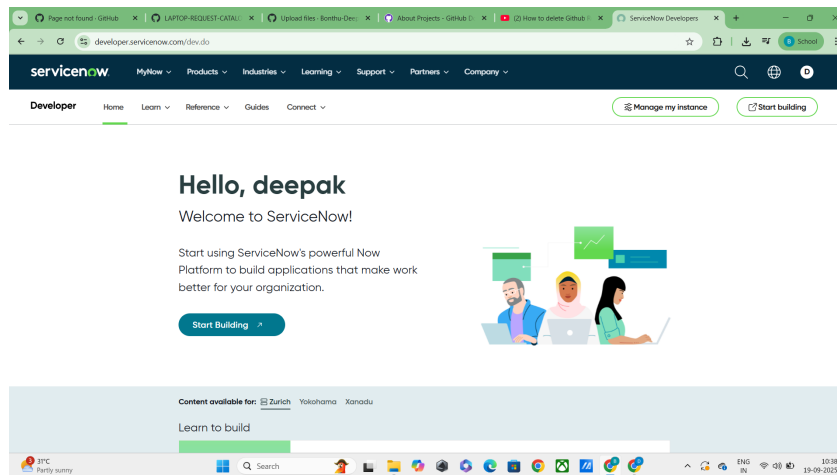 Page not found · GitHub
LAPTOP-REQUEST-CATAL
Upload files · Bonthu-Deep
About Projects - GitHub D
(2) How to delete Github R
ServiceNow Developers
developer.servicenow.com/dev.do
B School
servicenow
MyNow Products Industries Learning Support Partners Company
D
Developer
Home Learn Reference Guides Connect
Manage my instance
Start building
Hello, deepak
Welcome to ServiceNow!
Start using ServiceNow's powerful Now
Platform to build applications that make work
better for your organization.
Start Building
Content available for: Zurich Yokohama Xanadu
Learn to build
3
31°C
Partly sunny
Search
ENG
IN
10:38
19-09-2025